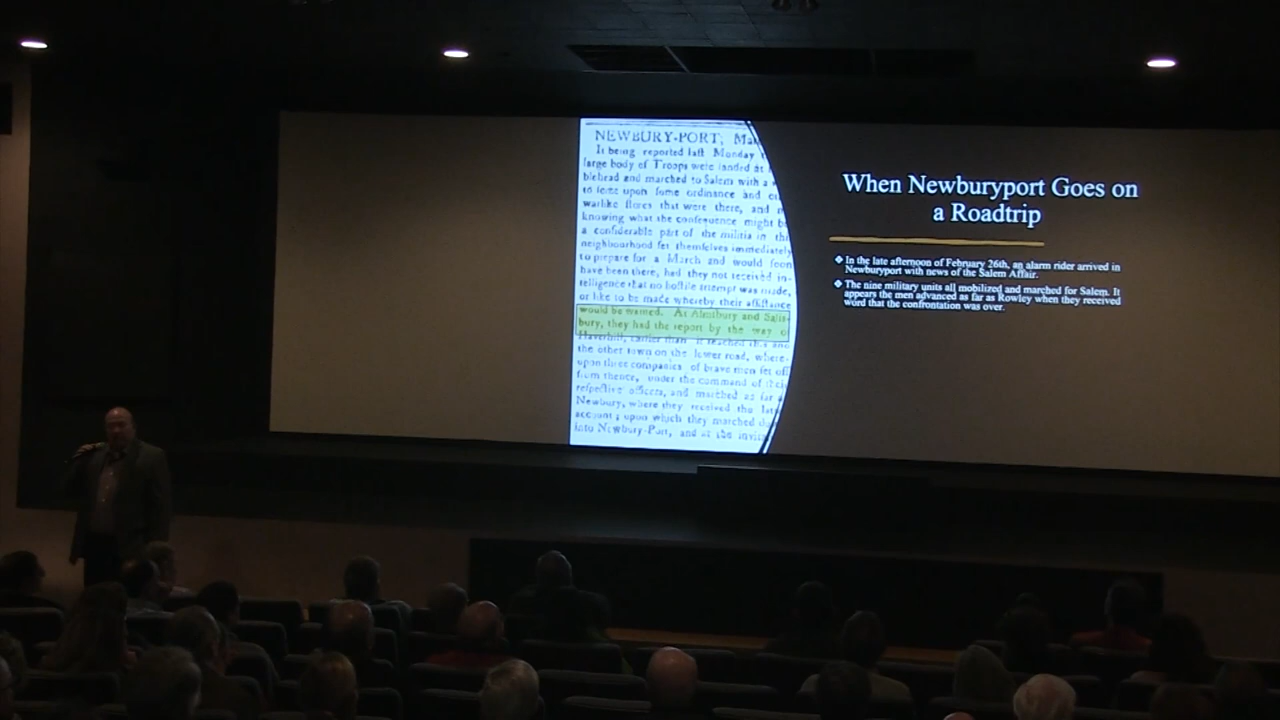 NEWBURY-PORT; Ma
It being reported last Monday
large body of Troops were landed at
blehead and marched to Salem with a
to seize upon some ordinance and
warlike stores that were there, and
knowing what the consequence might be
a considerable part of the militia in this
neighbourhood set themselves immediately
to prepare for a March and would soon
have been there, had they not received in-
telligence that no hostile attempt was made,
or like to be made whereby their assistance
would be wanted. At Almsbury and Salis-
bury, they had the report by the way of
Haverhill, earlier than it reached this and
the other town on the lower road, where-
upon three companies of brave men set off
from thence, under the command of their
respective officers, and marched as far
Newbury, where they received the
account; upon which they marched
into Newbury-Port, and at the
When Newburyport Goes on
a Roadtrip
❖ In the late afternoon of February 26th, an alarm rider arrived in
Newburyport with news of the Salem Affair.
❖ The nine military units all mobilized and marched for Salem. It
appears the men advanced as far as Rowley when they received
word that the confrontation was over.